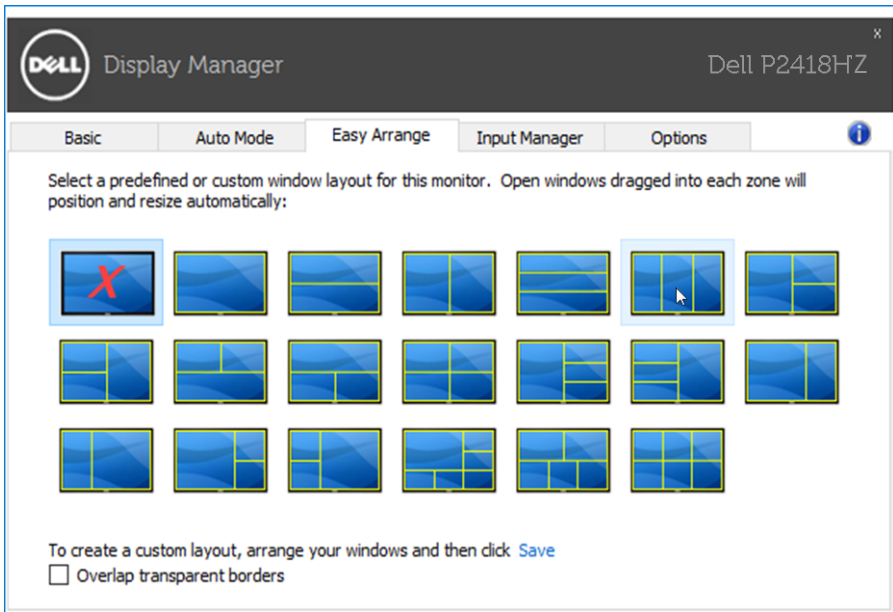 DELL Display Manager
x
Dell P2418HZ
Basic Auto Mode Easy Arrange Input Manager Options
Select a predefined or custom window layout for this monitor. Open windows dragged into each zone will
position and resize automatically:
X
To create a custom layout, arrange your windows and then click Save
Overlap transparent borders